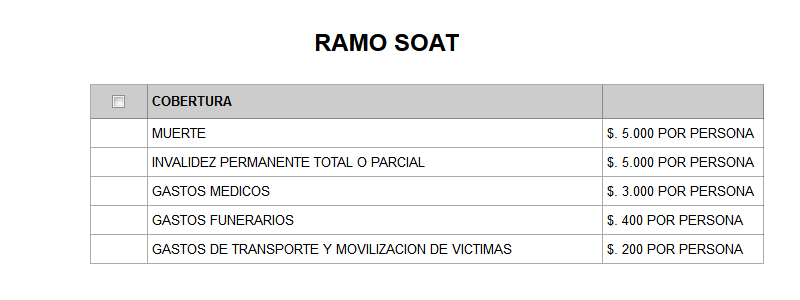 RAMO SOAT
COBERTURA
MUERTE $. 5.000 POR PERSONA
INVALIDEZ PERMANENTE TOTAL O PARCIAL $. 5.000 POR PERSONA
GASTOS MEDICOS $. 3.000 POR PERSONA
GASTOS FUNERARIOS $. 400 POR PERSONA
GASTOS DE TRANSPORTE Y MOVILIZACION DE VICTIMAS $. 200 POR PERSONA